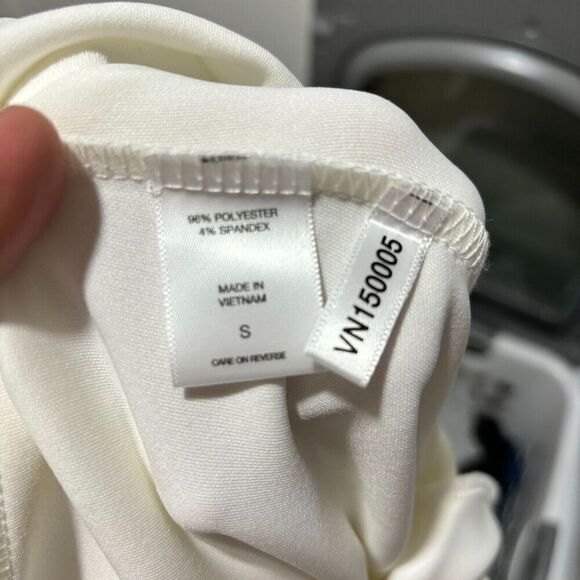 96% POLYESTER
4% SPANDEX
MADE IN
VIETNAM
S
CARE ON REVERSE
VN150005